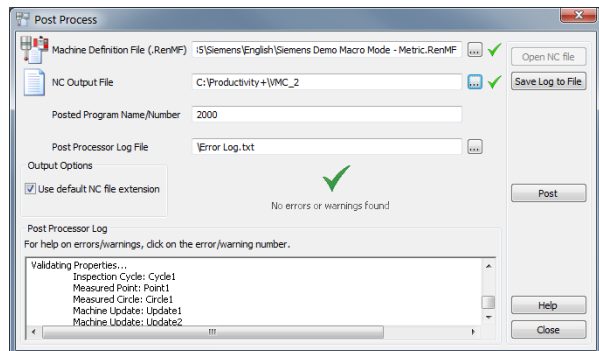 Post Process
Machine Definition File (.RenMF) i5\Siemens\English\Siemens Demo Macro Mode - Metric.RenMF ... Open NC file
NC Output File C:\Productivity+\VMC_2 ... Save Log to File
Posted Program Name/Number 2000
Post Processor Log File \Error Log.txt ...
Output Options
Use default NC file extension
No errors or warnings found
Post
Post Processor Log
For help on errors/warnings, click on the error/warning number.
Validating Properties...
Inspection Cycle: Cycle1
Measured Point: Point1
Measured Circle: Circle1
Machine Update: Update1
Machine Update: Update2
Help
Close